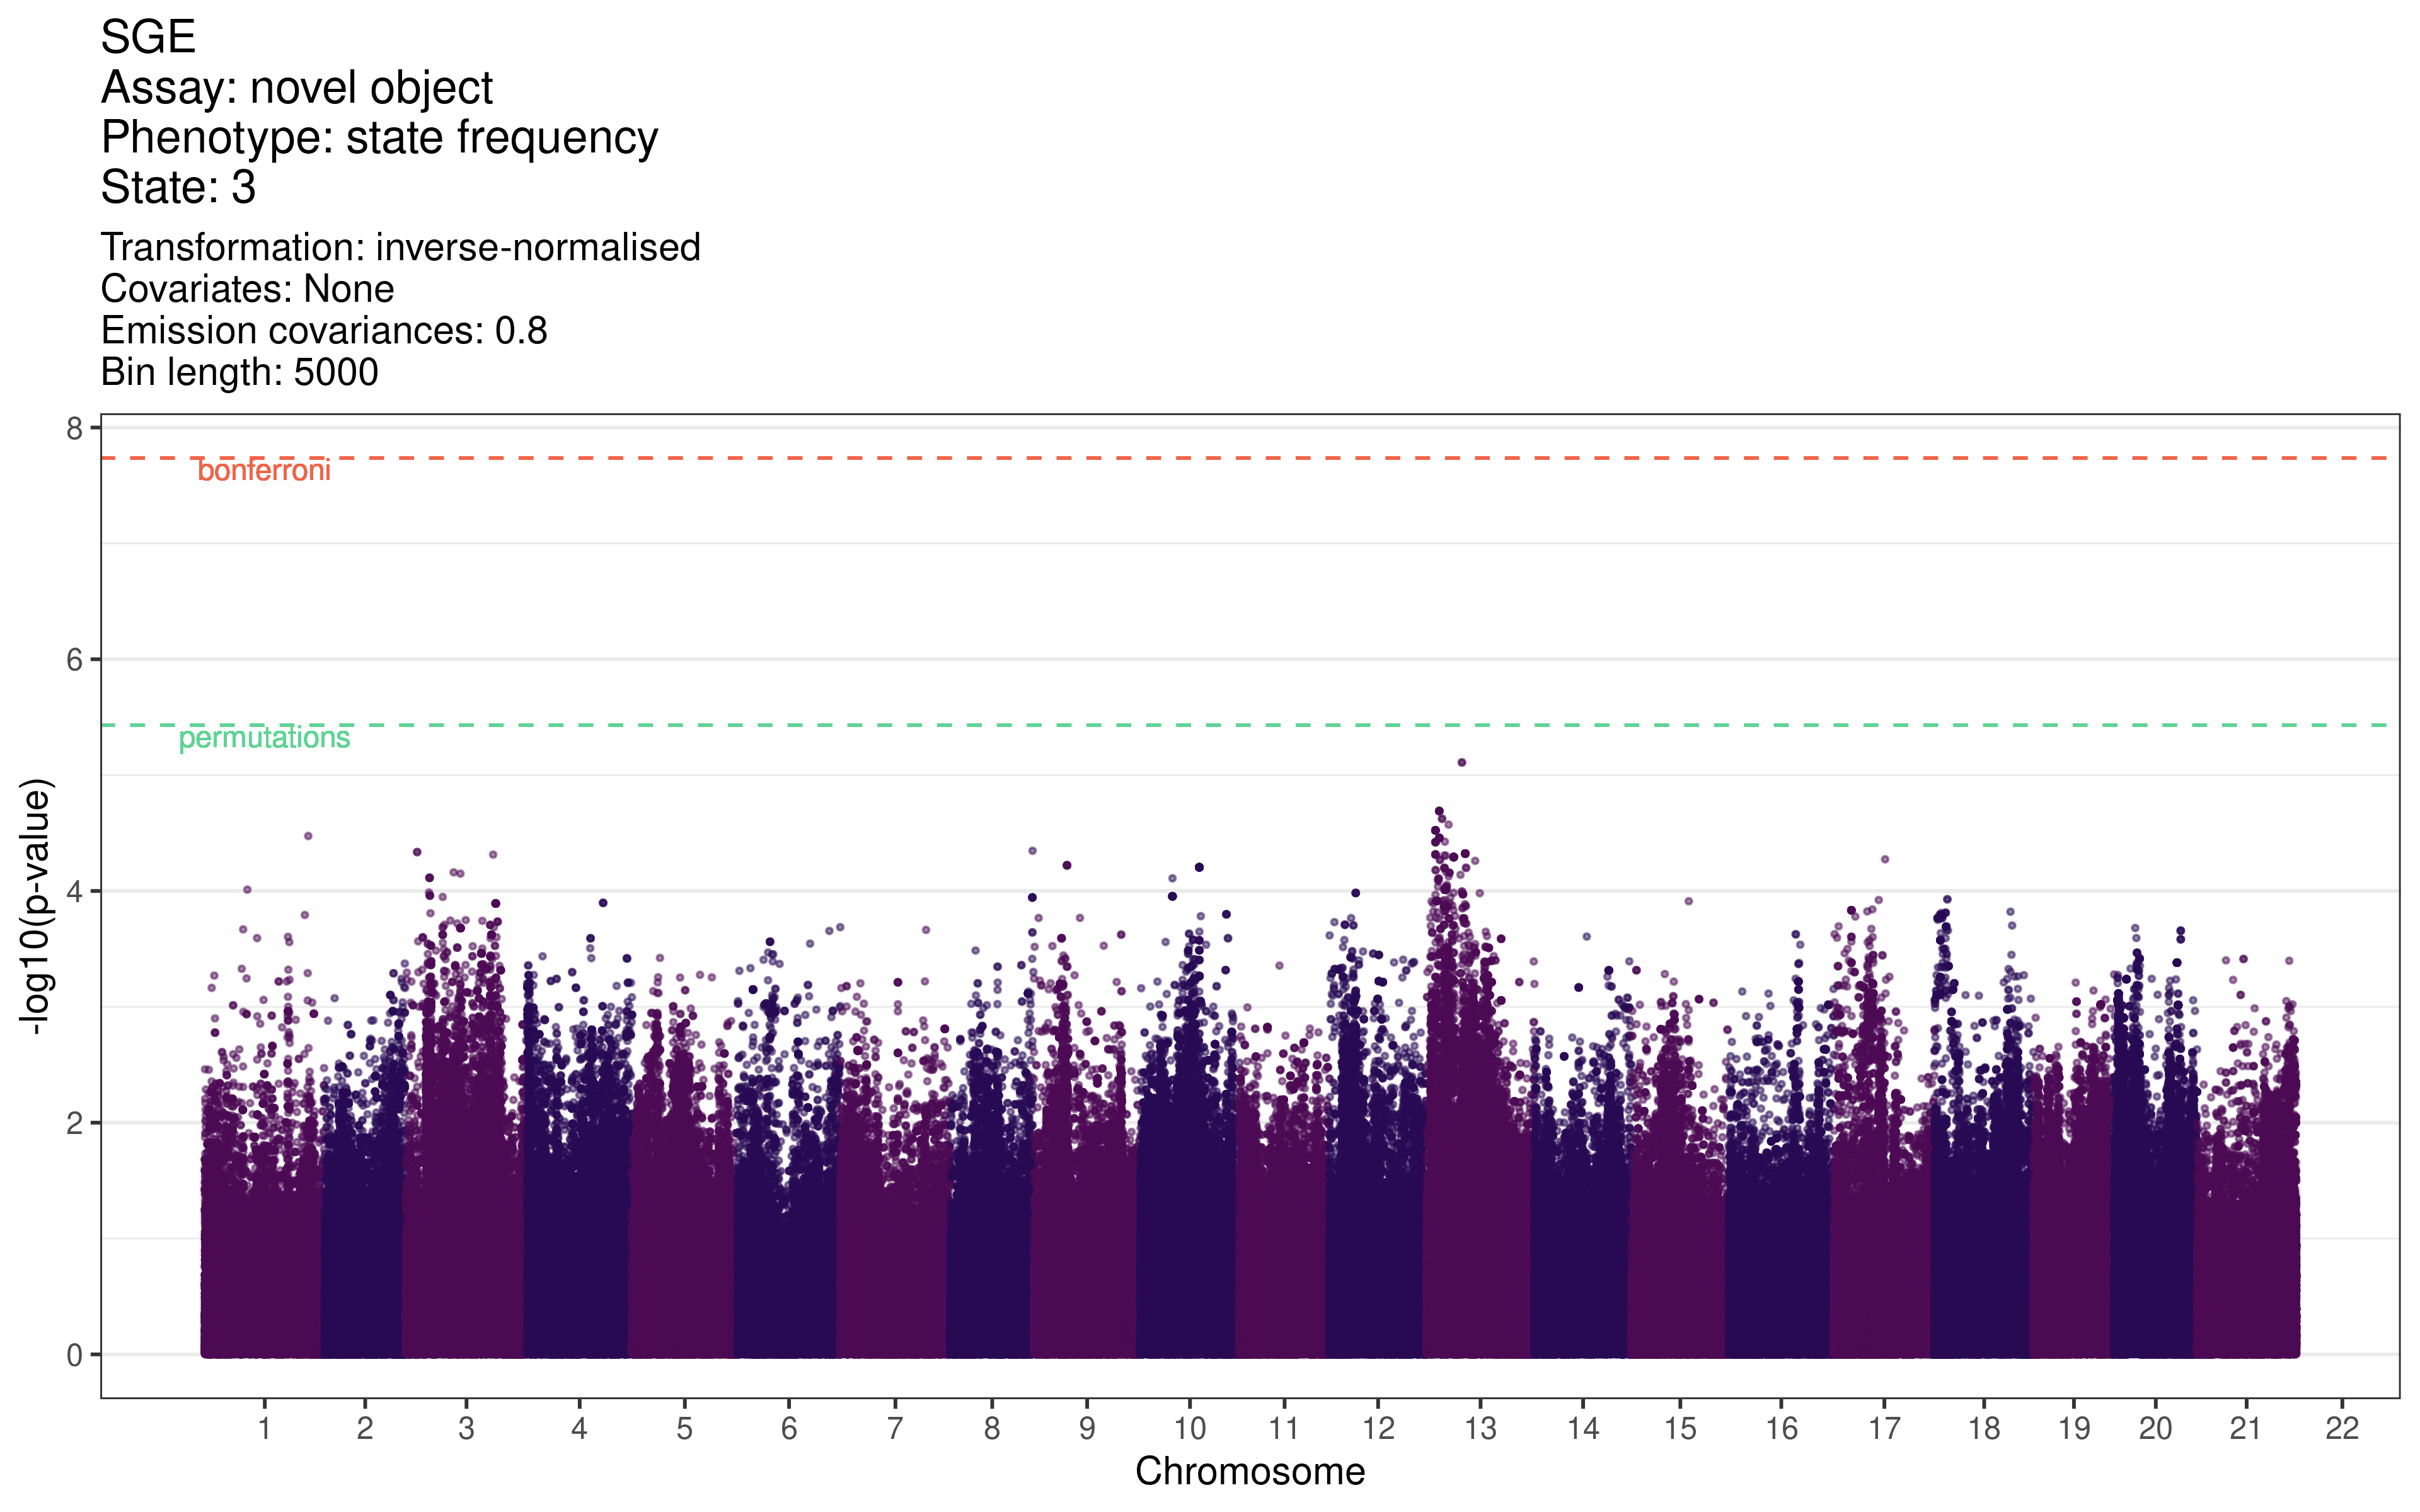 SGE
Assay: novel object
Phenotype: state frequency
State: 3
Transformation: inverse-normalised
Covariates: None
Emission covariances: 0.8
Bin length: 5000
8
bonferroni
6
permutations
4
2
0
-log10(p-value)
1 2 3 4 5 6 7 8 9 10 11 12 13 14 15 16 17 18 19 20 21 22
Chromosome